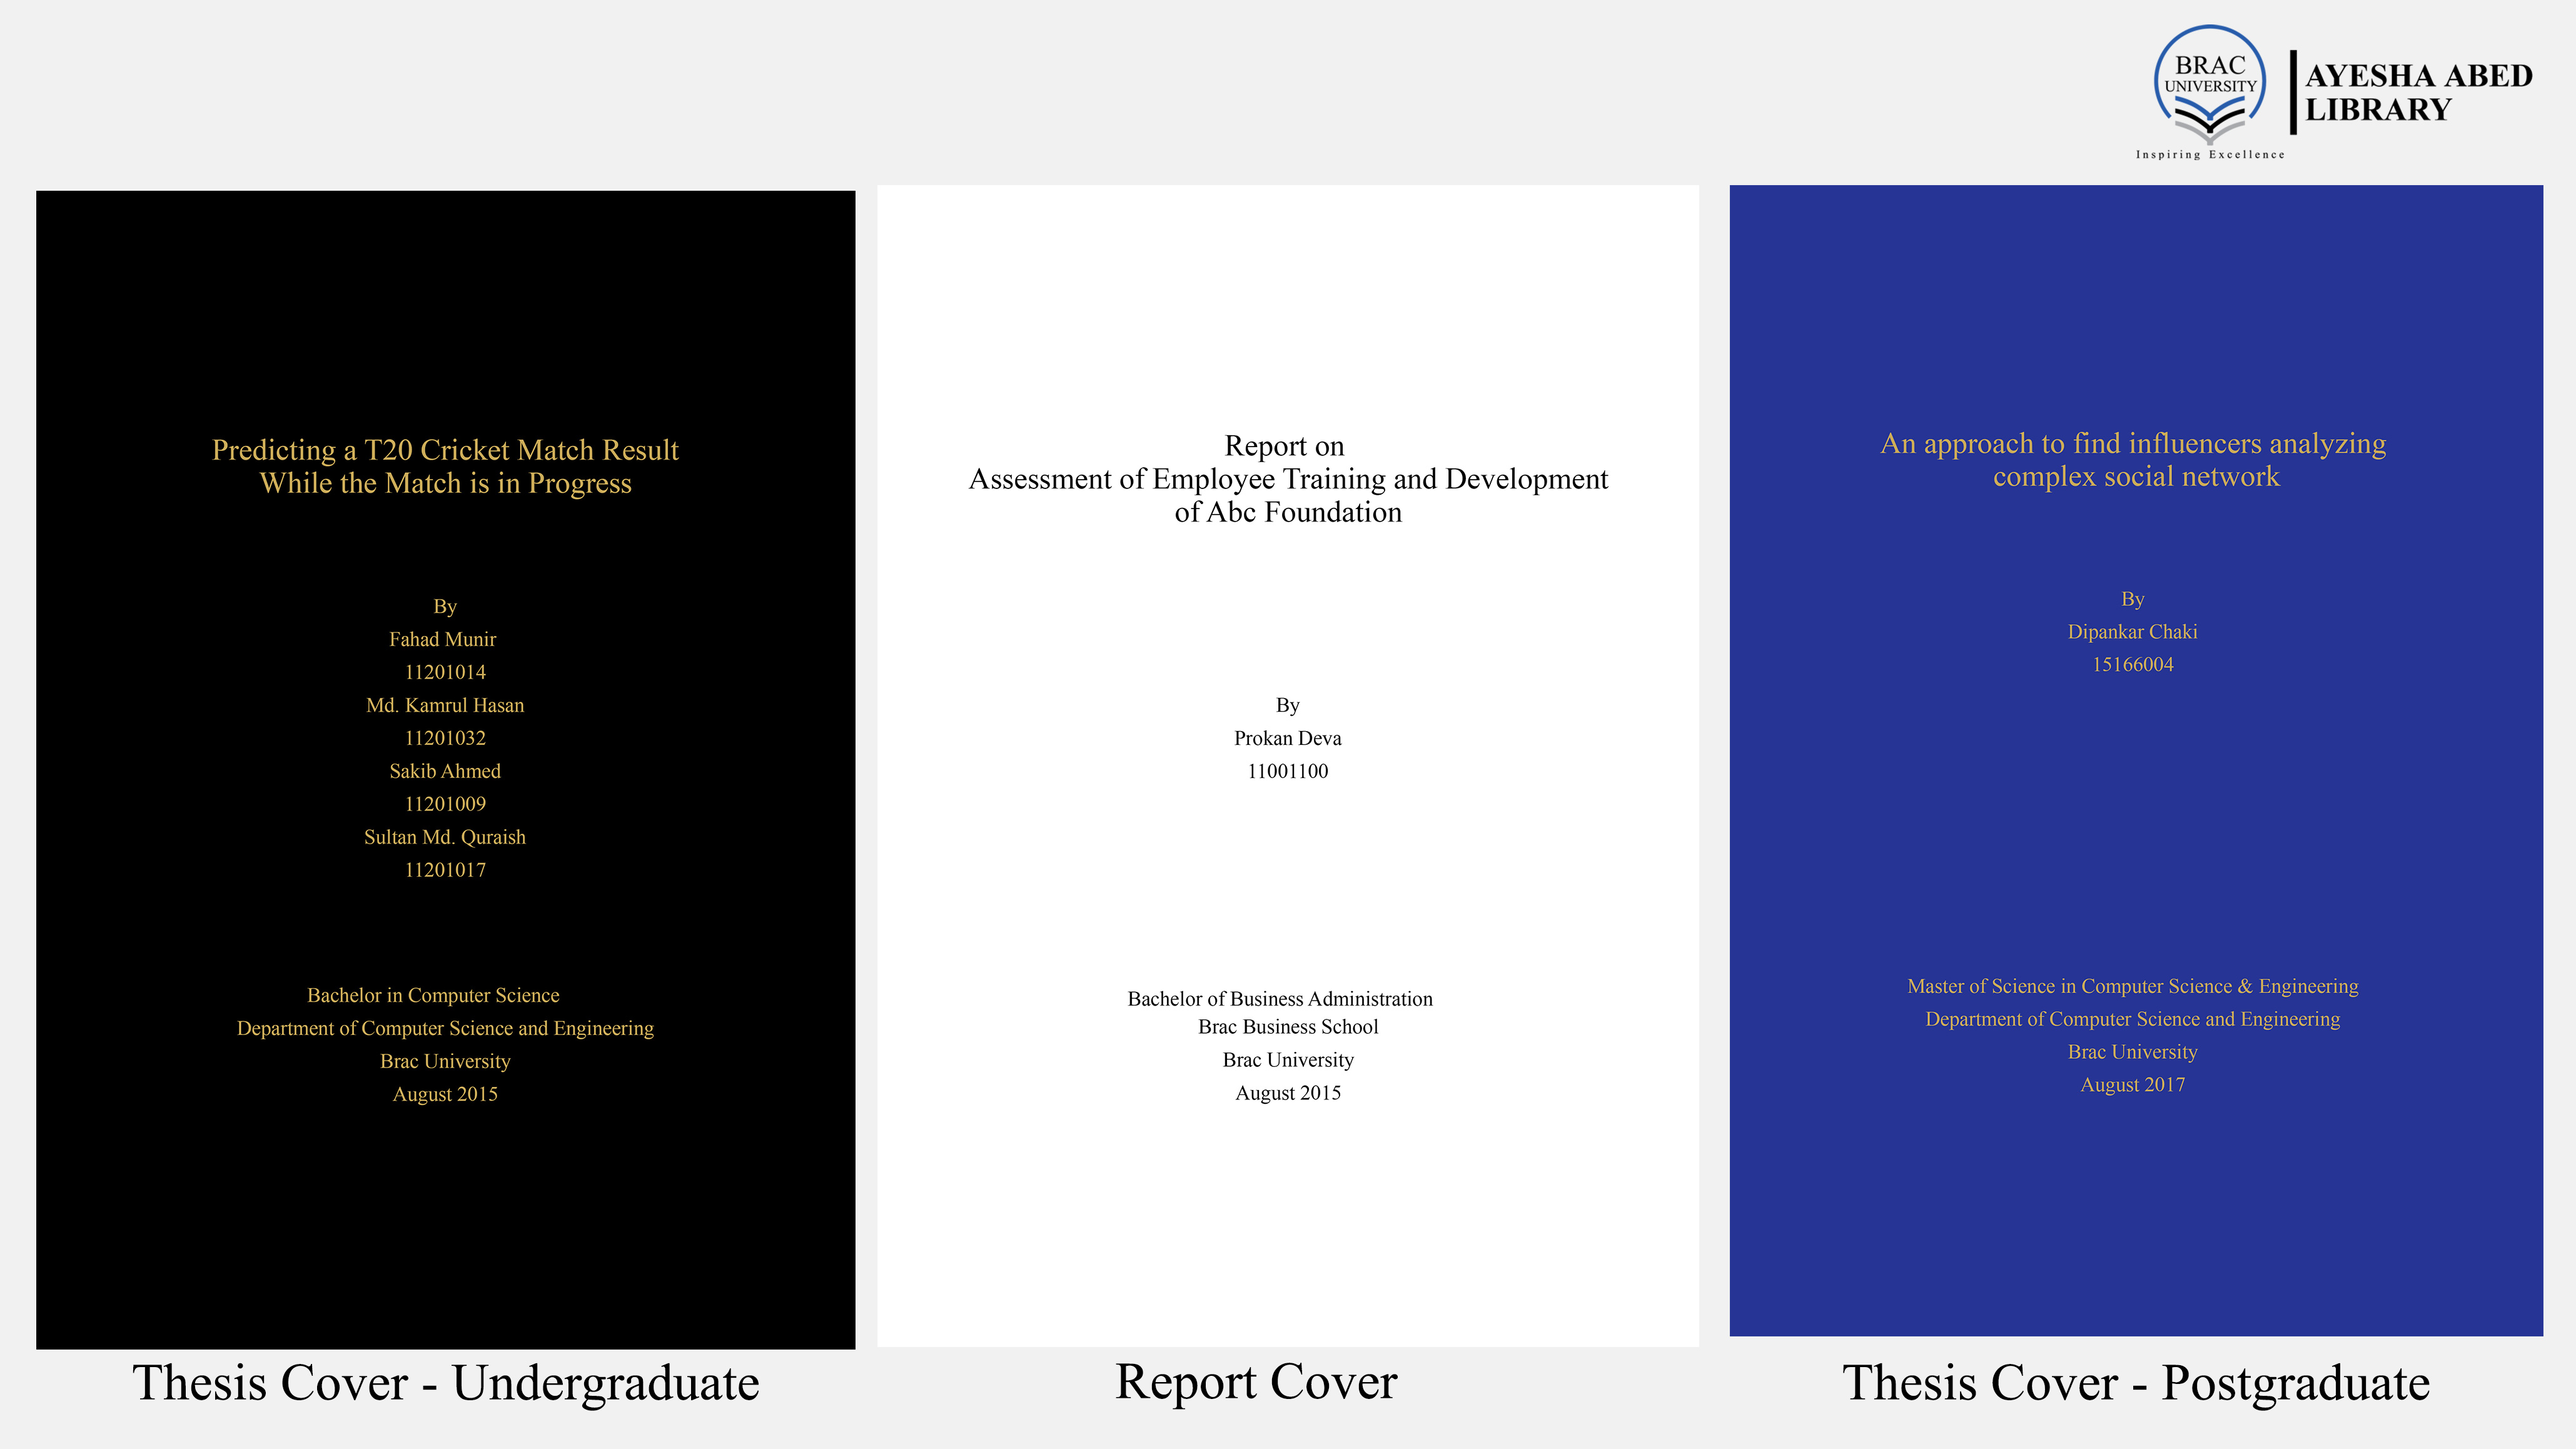 BRAC
UNIVERSITY
Inspiring Excellence
AYESHA ABED
LIBRARY
Predicting a T20 Cricket Match Result
While the Match is in Progress
By
Fahad Munir
11201014
Md. Kamrul Hasan
11201032
Sakib Ahmed
11201009
Sultan Md. Quraish
11201017
Bachelor in Computer Science
Department of Computer Science and Engineering
Brac University
August 2015
Thesis Cover - Undergraduate
Report on
Assessment of Employee Training and Development
of Abc Foundation
By
Prokan Deva
11001100
Bachelor of Business Administration
Brac Business School
Brac University
August 2015
Report Cover
An approach to find influencers analyzing
complex social network
By
Dipankar Chaki
15166004
Master of Science in Computer Science & Engineering
Department of Computer Science and Engineering
Brac University
August 2017
Thesis Cover - Postgraduate